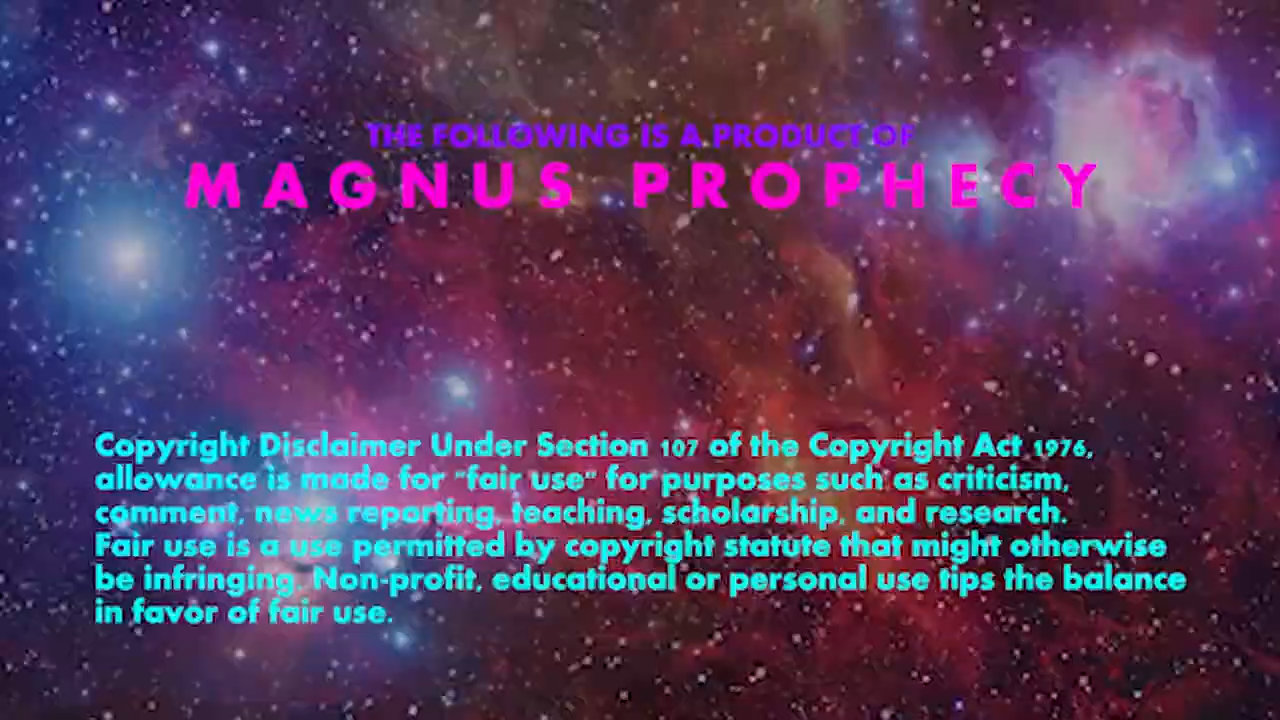 THE FOLLOWING IS A PRODUCT OF
MAGNUS PROPHECY
Copyright Disclaimer Under Section 107 of the Copyright Act 1976,
allowance is made for "fair use" for purposes such as criticism,
comment, news reporting, teaching, scholarship, and research.
Fair use is a use permitted by copyright statute that might otherwise
be infringing. Non-profit, educational or personal use tips the balance
in favor of fair use.